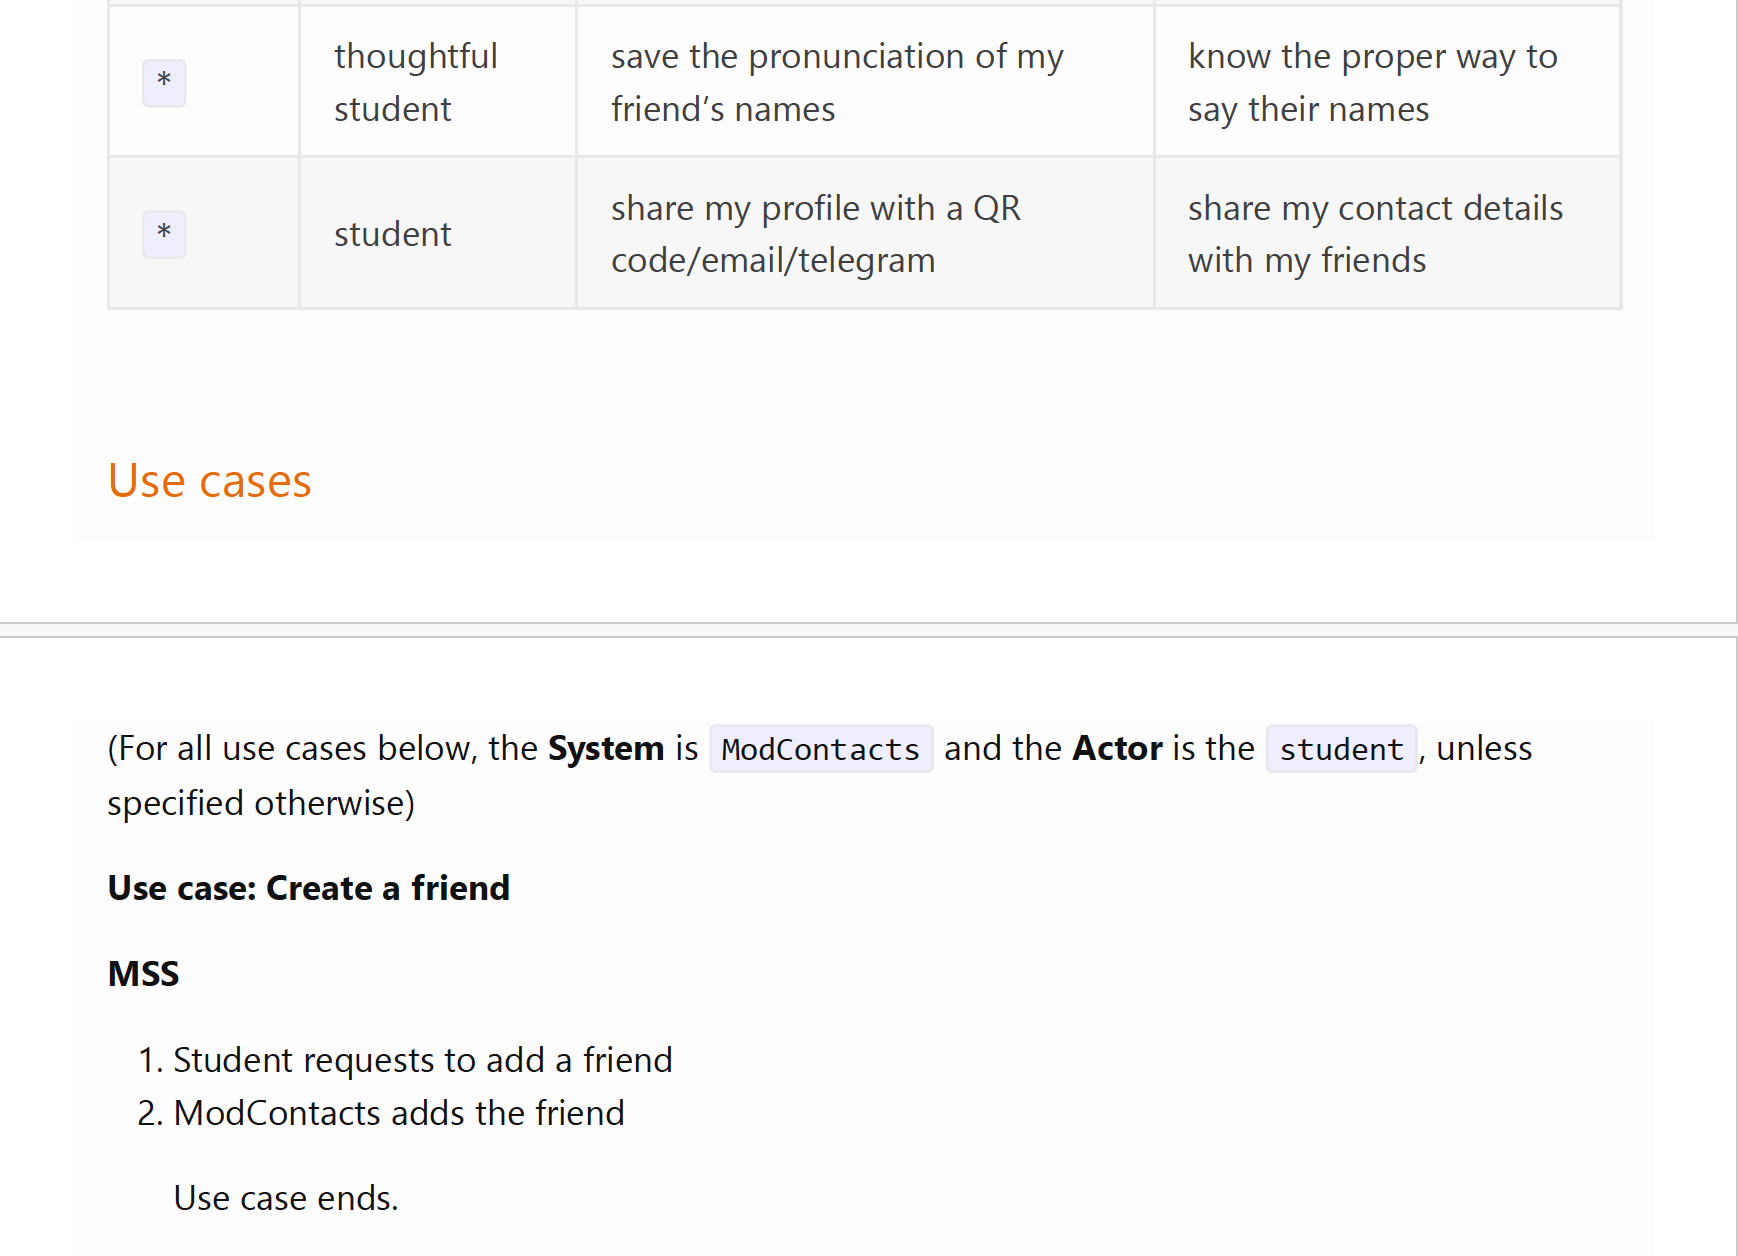 * thoughtful student save the pronunciation of my friend’s names know the proper way to say their names
* student share my profile with a QR code/email/telegram share my contact details with my friends
Use cases
(For all use cases below, the System is ModContacts and the Actor is the student, unless
specified otherwise)
Use case: Create a friend
MSS
1. Student requests to add a friend
2. ModContacts adds the friend
Use case ends.